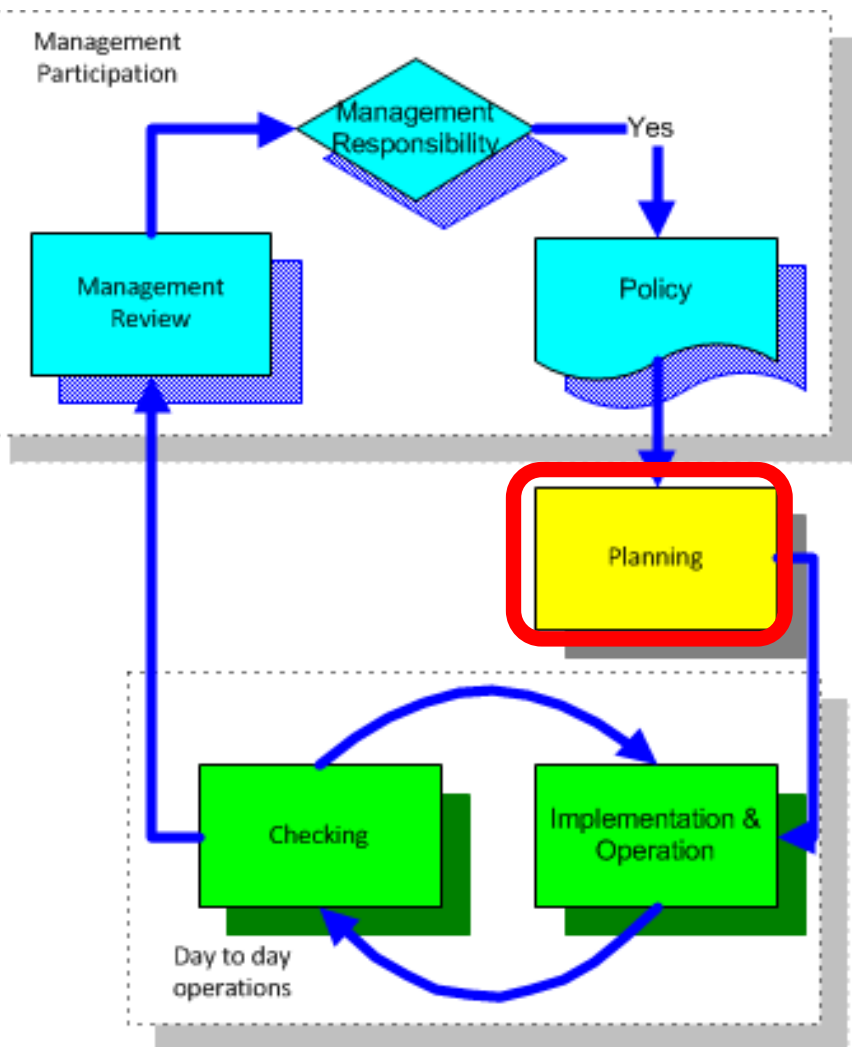 Management
Participation
Management
Responsibility
Yes
Management
Review
Policy
Planning
Checking
Implementation &
Operation
Day to day
operations